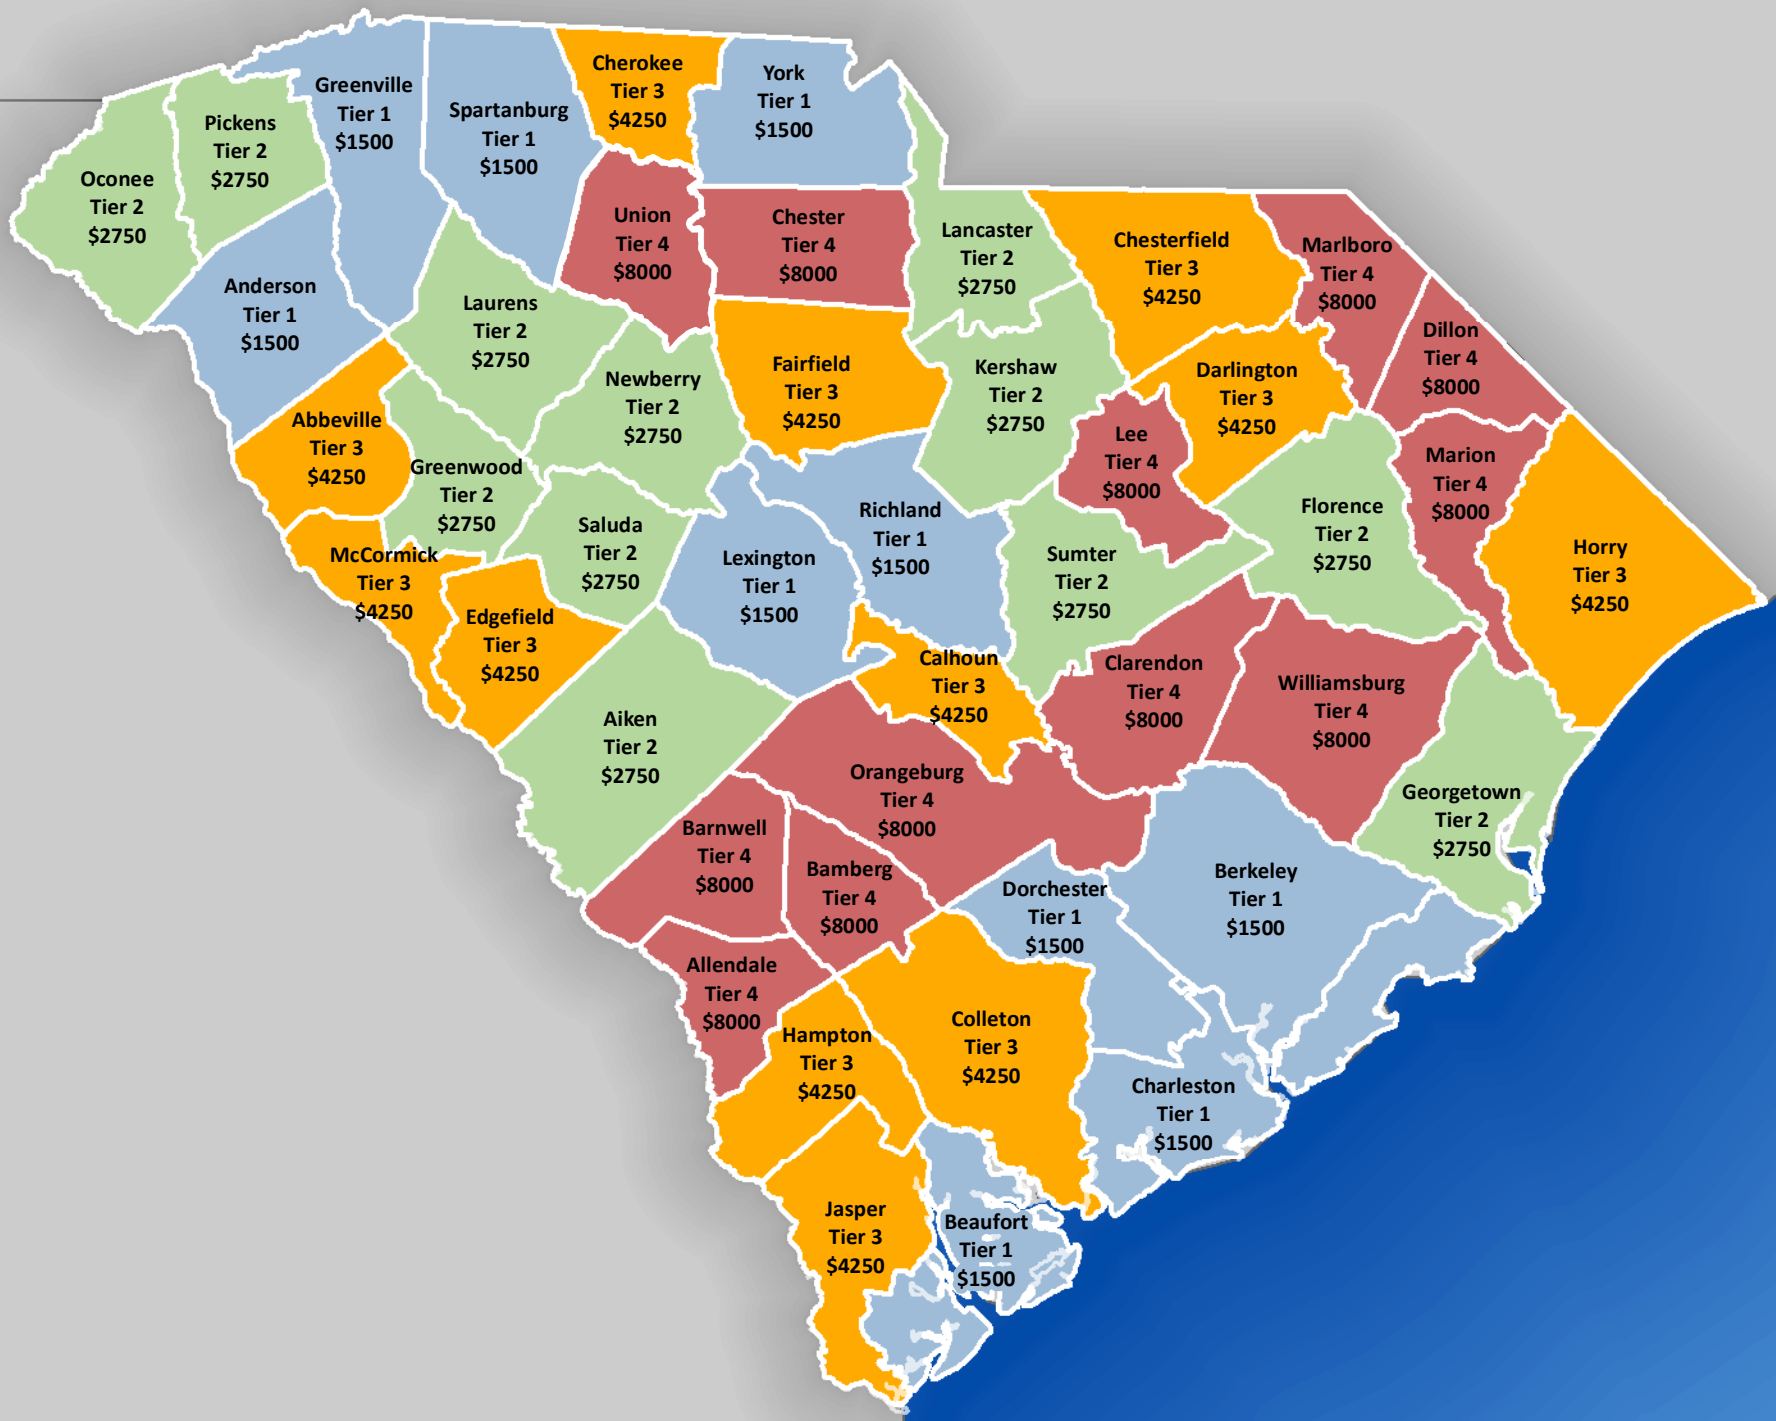 Cherokee
Tier 3
$4250
York
Tier 1
$1500
Greenville
Tier 1
$1500
Spartanburg
Tier 1
$1500
Pickens
Tier 2
$2750
Oconee
Tier 2
$2750
Union
Tier 4
$8000
Chester
Tier 4
$8000
Lancaster
Tier 2
$2750
Chesterfield
Tier 3
$4250
Marlboro
Tier 4
$8000
Anderson
Tier 1
$1500
Laurens
Tier 2
$2750
Dillon
Tier 4
$8000
Newberry
Tier 2
$2750
Fairfield
Tier 3
$4250
Kershaw
Tier 2
$2750
Darlington
Tier 3
$4250
Abbeville
Tier 3
$4250
Lee
Tier 4
$8000
Marion
Tier 4
$8000
Greenwood
Tier 2
$2750
Saluda
Tier 2
$2750
Richland
Tier 1
$1500
Florence
Tier 2
$2750
McCormick
Tier 3
$4250
Lexington
Tier 1
$1500
Sumter
Tier 2
$2750
Horry
Tier 3
$4250
Edgefield
Tier 3
$4250
Calhoun
Tier 3
$4250
Clarendon
Tier 4
$8000
Williamsburg
Tier 4
$8000
Aiken
Tier 2
$2750
Orangeburg
Tier 4
$8000
Georgetown
Tier 2
$2750
Barnwell
Tier 4
$8000
Bamberg
Tier 4
$8000
Dorchester
Tier 1
$1500
Berkeley
Tier 1
$1500
Allendale
Tier 4
$8000
Hampton
Tier 3
$4250
Colleton
Tier 3
$4250
Charleston
Tier 1
$1500
Jasper
Tier 3
$4250
Beaufort
Tier 1
$1500